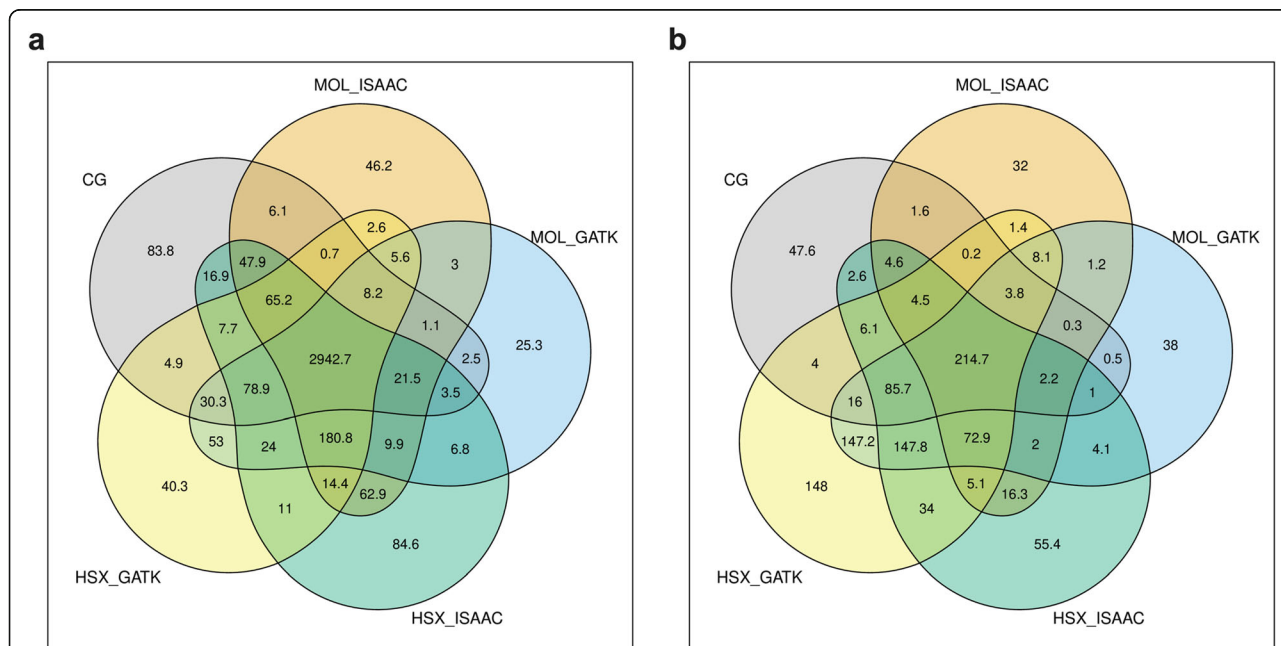 a b
MOL_ISAAC MOL_ISAAC
46.2 32
CG CG
6.1 1.6
2.6 1.4
MOL_GATK MOL_GATK
83.8 0.7 5.6 3 47.6 0.2 8.1 1.2
16.9 47.9 2.6 4.6
65.2 8.2 4.5 3.8
7.7 1.1 6.1 0.3
4.9 2942.7 2.5 25.3 4 214.7 0.5 38
78.9 21.5 3.5 85.7 2.2 1
30.3 16
53 24 180.8 9.9 6.8 147.2 147.8 72.9 2 4.1
40.3 14.4 62.9 148 5.1 16.3
11 34
84.6 55.4
HSX_GATK HSX_GATK
HSX_ISAAC HSX_ISAAC